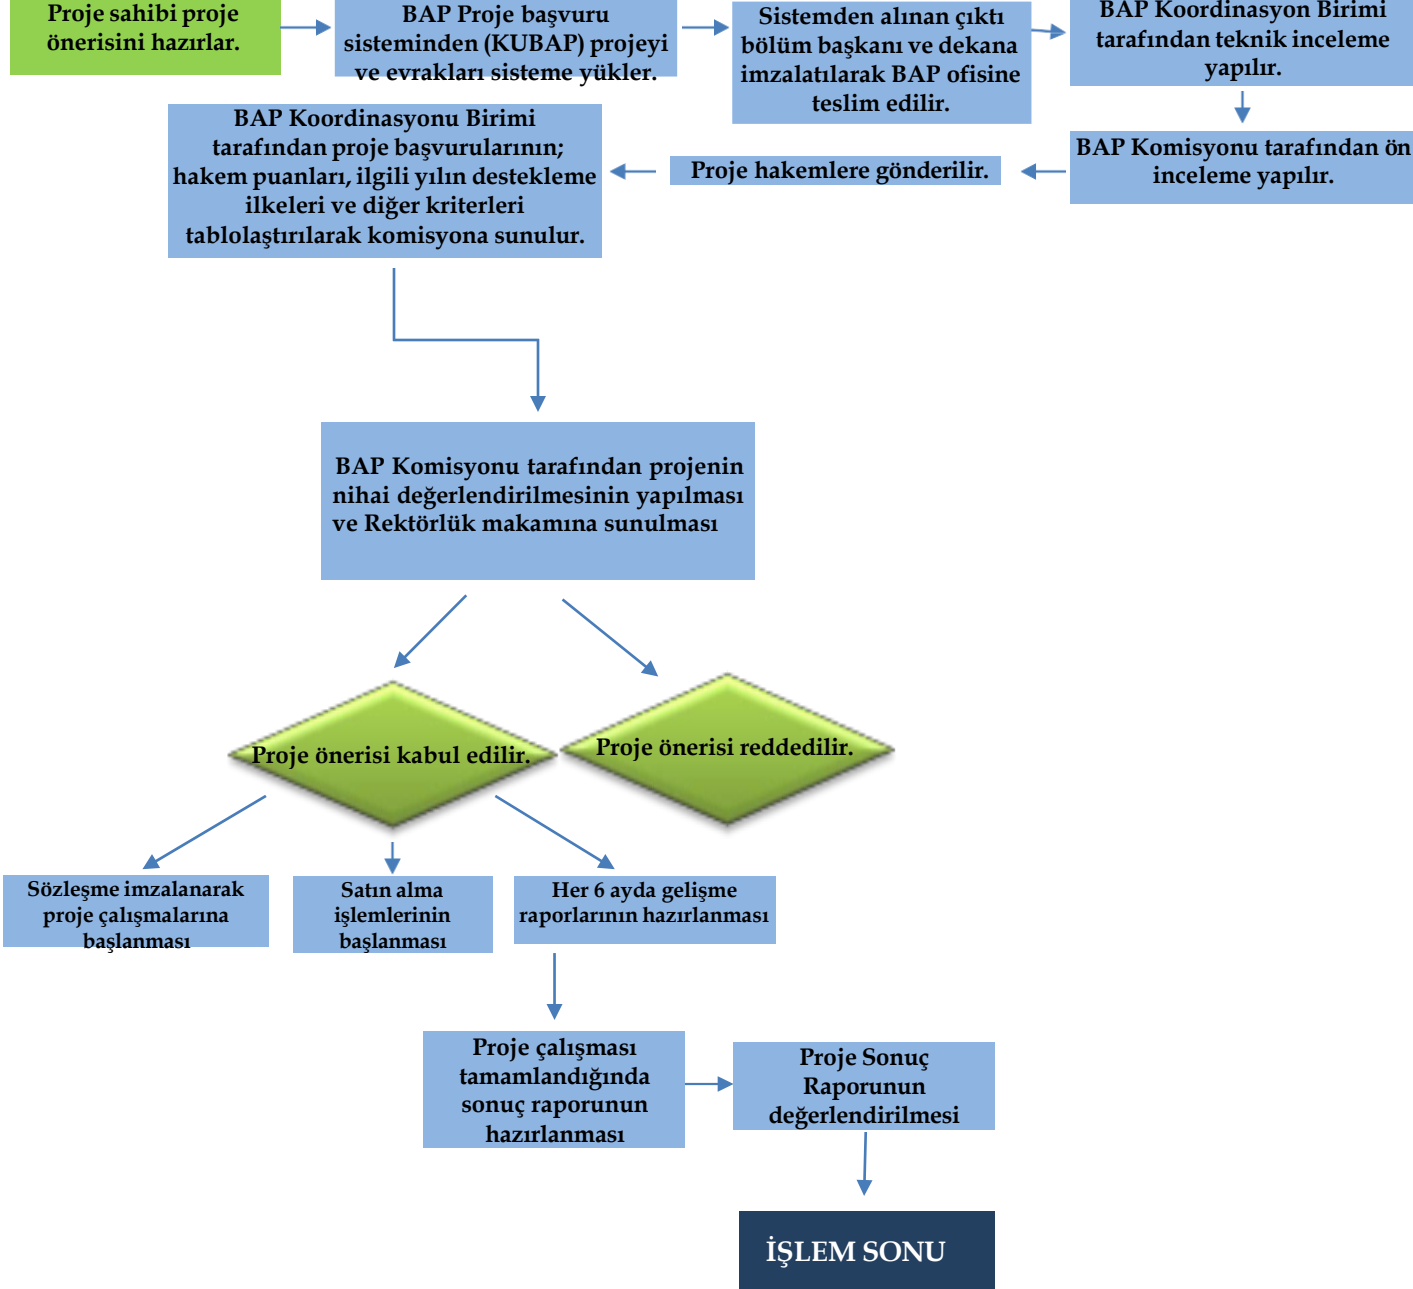 Proje sahibi proje
önerisini hazırlar.
BAP Proje başvuru
sisteminden (KUBAP) projeyi
ve evrakları sisteme yükler.
Sistemden alınan çıktı
bölüm başkanı ve dekana
imzalatılarak BAP ofisine
teslim edilir.
BAP Koordinasyon Birimi
tarafından teknik inceleme
yapılır.
BAP Komisyonu tarafından ön
inceleme yapılır.
Proje hakemlere gönderilir.
BAP Koordinasyonu Birimi
tarafından proje başvurularının;
hakem puanları, ilgili yılın destekleme
ilkeleri ve diğer kriterleri
tablolaştırılarak komisyona sunulur.
BAP Komisyonu tarafından projenin
nihai değerlendirilmesinin yapılması
ve Rektörlük makamına sunulması
Proje önerisi kabul edilir.
Proje önerisi reddedilir.
Sözleşme imzalanarak
proje çalışmalarına
başlanması
Satın alma
işlemlerinin
başlanması
Her 6 ayda gelişme
raporlarının hazırlanması
Proje çalışması
tamamlandığında
sonuç raporunun
hazırlanması
Proje Sonuç
Raporunun
değerlendirilmesi
İŞLEM SONU